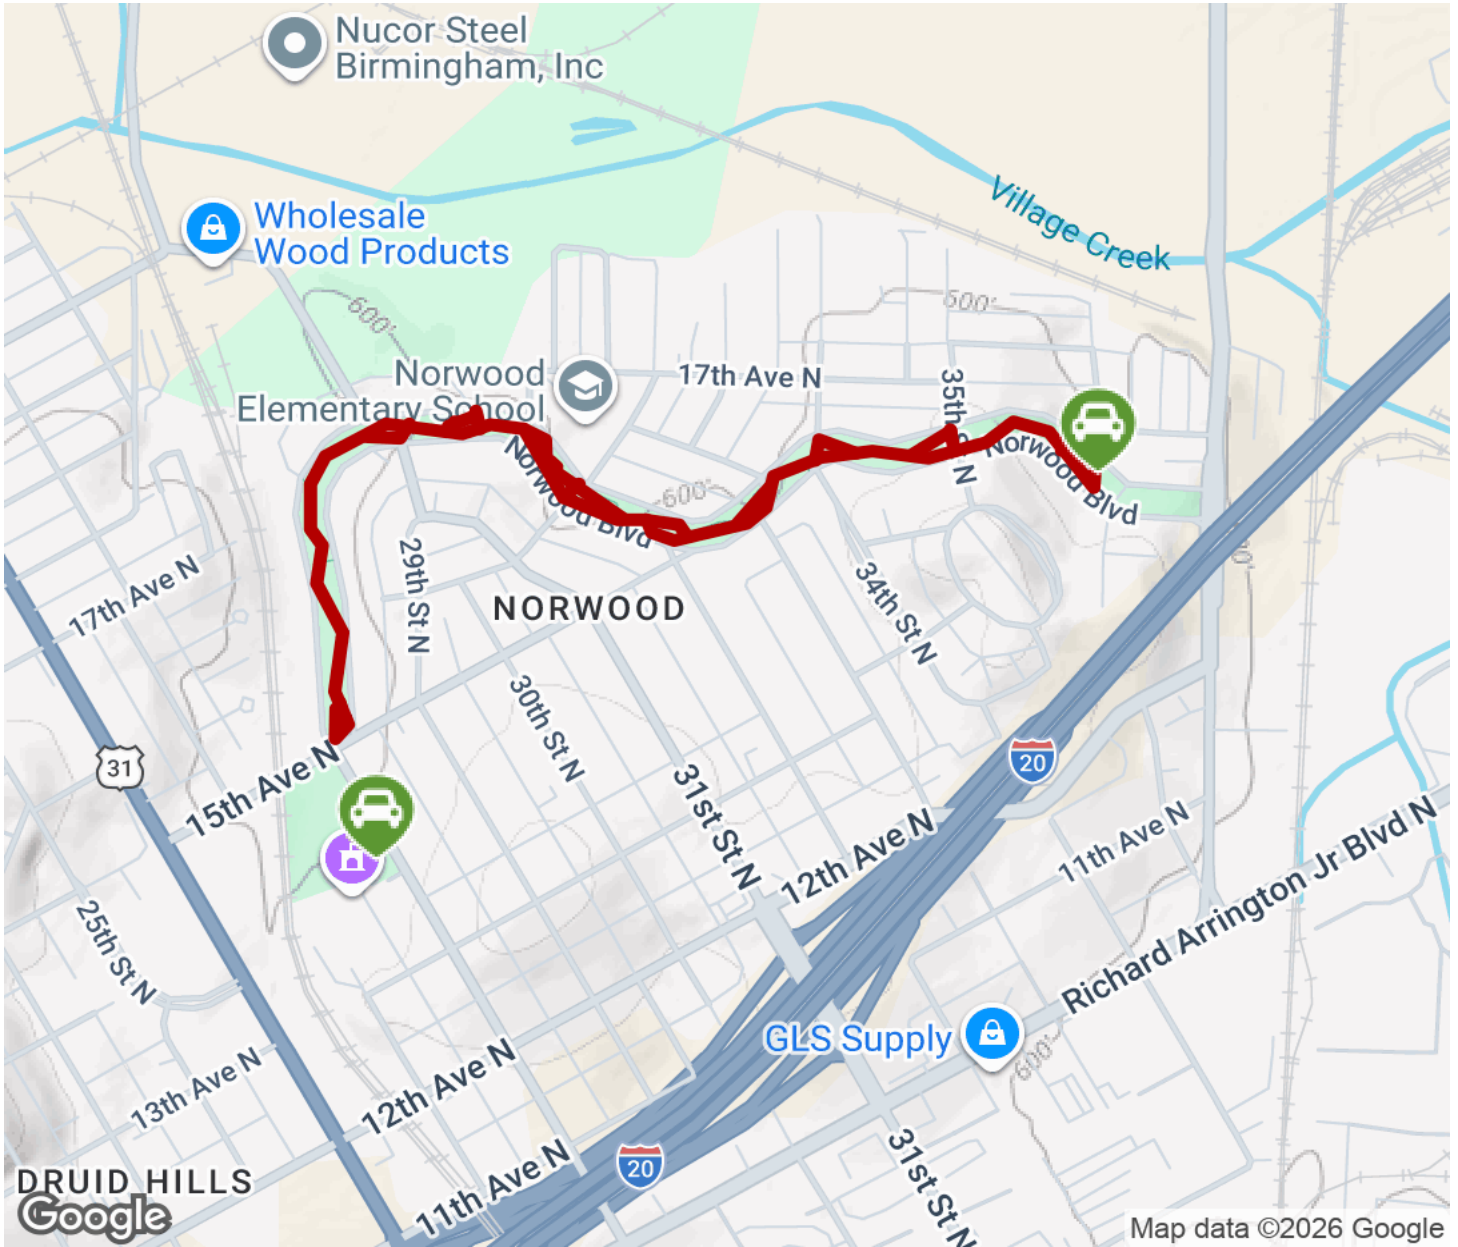 Nucor Steel
Birmingham, Inc
Village Creek
Wholesale
Wood Products
600'
500'
Norwood
Elementary School
17th Ave N
35th St N
Norwood Blvd
Norwood Blvd
600'
29th St N
17th Ave N
34th St N
NORWOOD
30th St N
31
15th Ave N
31st St N
20
12th Ave N
11th Ave N
Richard Arrington Jr Blvd N
25th St N
GLS Supply
600'
13th Ave N
12th Ave N
11th Ave N
20
31st St N
DRUID HILLS
Google
Map data ©2026 Google